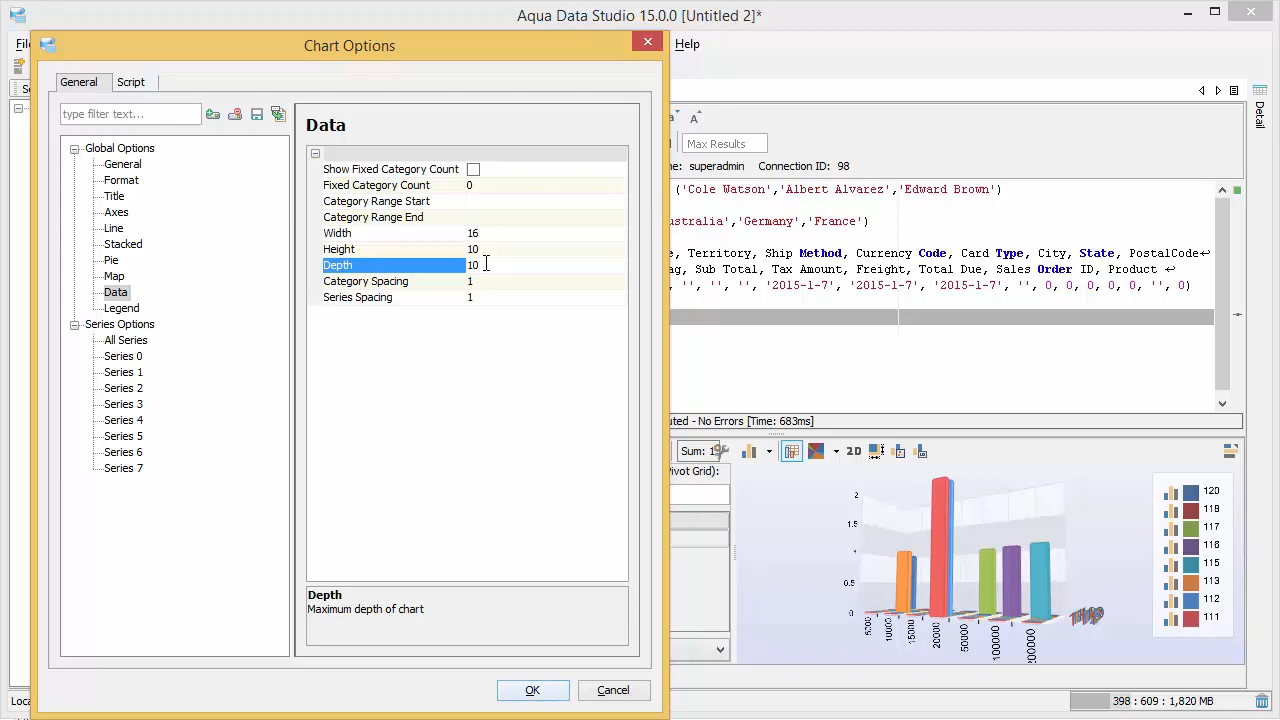 Aqua Data Studio 15.0.0 [Untitled 2]*
Chart Options
Help
General
Script
type filter text...
Global Options
General
Format
Title
Axes
Line
Stacked
Pie
Map
Data
Legend
Series Options
All Series
Series 0
Series 1
Series 2
Series 3
Series 4
Series 5
Series 6
Series 7
Data
Show Fixed Category Count
Fixed Category Count 0
Category Range Start
Category Range End
Width 16
Height 10
Depth 10
Category Spacing 1
Series Spacing 1
Depth
Maximum depth of chart
OK
Cancel
Detail
Max Results
me: superadmin Connection ID: 98
('Cole Watson','Albert Alvarez','Edward Brown')
ustralia','Germany','France')
e, Territory, Ship Method, Currency Code, Card Type, City, State, PostalCode↵
ag, Sub Total, Tax Amount, Freight, Total Due, Sales Order ID, Product ↵
'', '', '', '2015-1-7', '2015-1-7', '2015-1-7', '', 0, 0, 0, 0, 0, '', 0)
uted - No Errors [Time: 683ms]
Sum: 1
2D
Pivot Grid):
2
1.5
1
0.5
0
5000
10000
15000
20000
50000
100000
200000
120
118
117
116
115
113
112
111
398 : 609 : 1,820 MB